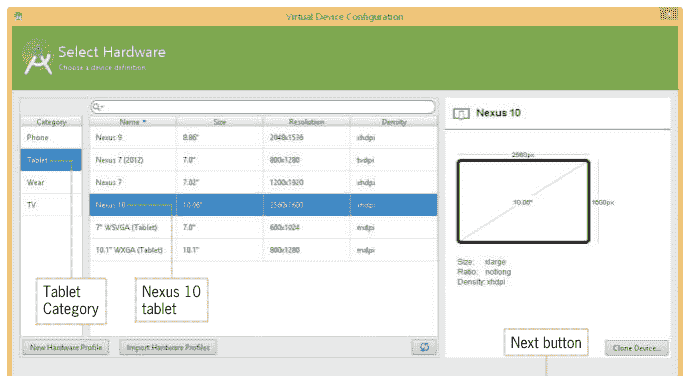 Virtual Device Configuration
Select Hardware
Choose a device definition
Category Name Size Resolution Density
Phone
Tablet
Wear
TV
Nexus 9 8.86" 2048x1536 xhdpi
Nexus 7 (2012) 7.0" 800x1280 tvdpi
Nexus 7 7.02" 1200x1920 xhdpi
Nexus 10 10.06" 2560x1600 xhdpi
7" WSVGA (Tablet) 7.0" 600x1024 mdpi
10.1" WXGA (Tablet) 10.1" 800x1280 mdpi
Nexus 10
2560px
10.06"
1600px
Size: xlarge
Ratio: notlong
Density: xhdpi
Tablet
Category
Nexus 10
tablet
Next button
New Hardware Profile
Import Hardware Profiles
Clone Device...